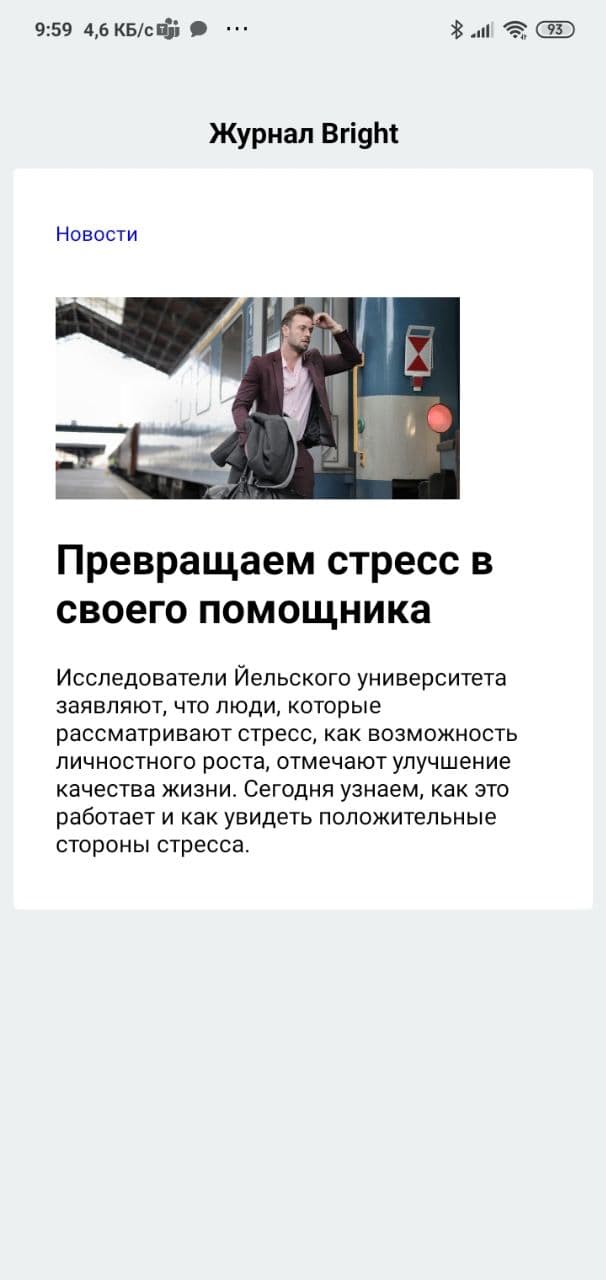 9:59 4,6 КБ/с ... 93
Журнал Bright
Новости
Превращаем стресс в
своего помощника
Исследователи Йельского университета
заявляют, что люди, которые
рассматривают стресс, как возможность
личностного роста, отмечают улучшение
качества жизни. Сегодня узнаем, как это
работает и как увидеть положительные
стороны стресса.